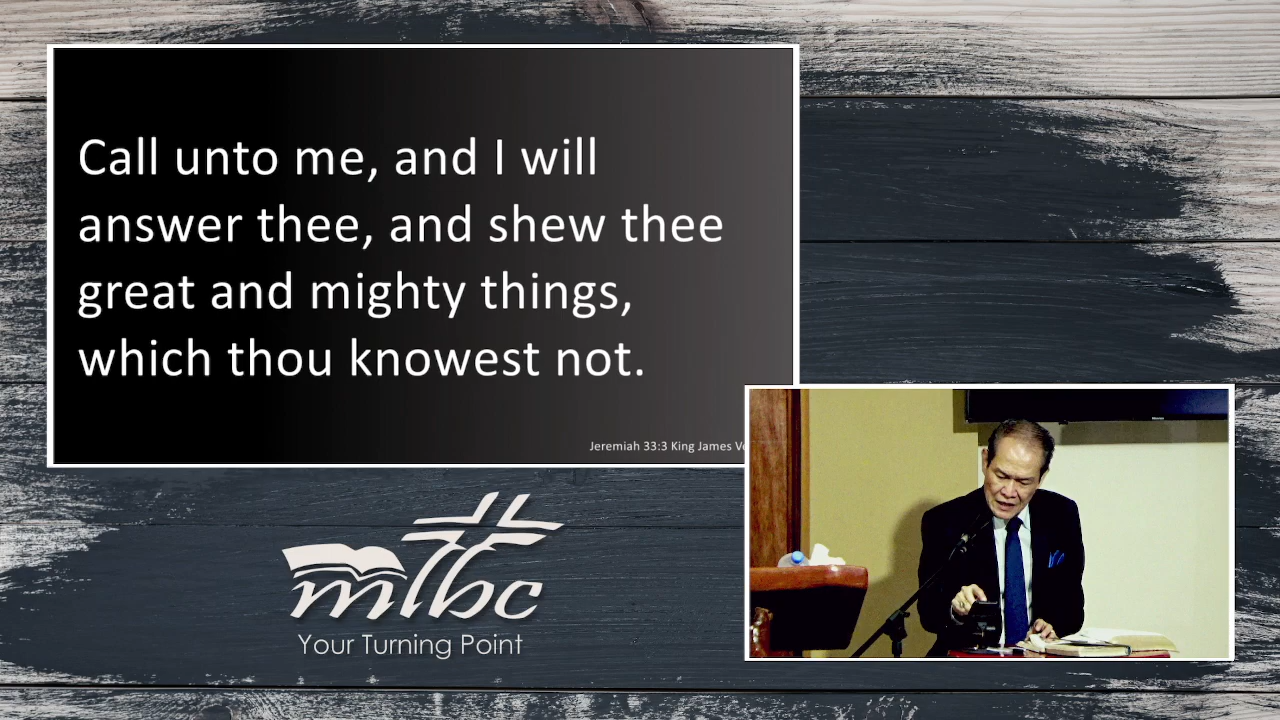 Call unto me, and I will
answer thee, and shew thee
great and mighty things,
which thou knowest not.
Jeremiah 33:3 King James
mlbc
Your Turning Point